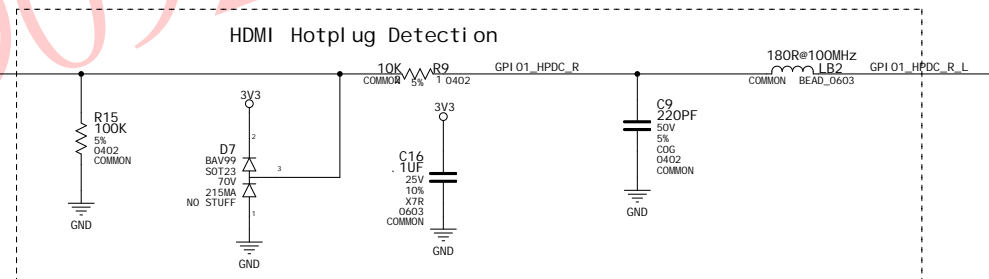 HDMI Hotplug Detection
10K
R9
COMMON
2
5%
1
0402
GPIO1_HPDC_R
180R@100MHz
LB2
COMMON
BEAD_0603
GPIO1_HPDC_R_L
R15
100K
5%
0402
COMMON
GND
3V3
2
D7
BAV99
SOT23
70V
215MA
NO STUFF
3
1
GND
3V3
C16
.1UF
25V
10%
X7R
0603
COMMON
GND
C9
220PF
50V
5%
COG
0402
COMMON
GND